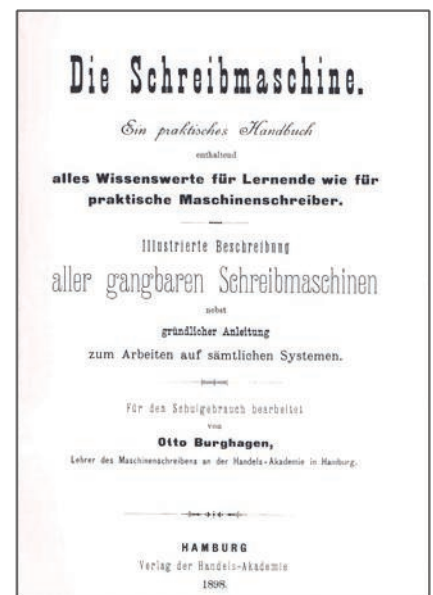 Die Schreibmaschine.
Ein praktisches Handbuch
enthaltend
alles Wissenswerte für Lernende wie für
praktische Maschinenschreiber.
Illustrierte Beschreibung
aller gangbaren Schreibmaschinen
nebst
gründlicher Anleitung
zum Arbeiten auf sämtlichen Systemen.
Für den Schulgebrauch bearbeitet
von
Otto Burghagen,
Lehrer des Maschinenschreibens an der Handels-Akademie in Hamburg.
HAMBURG
Verlag der Handels-Akademie
1898.